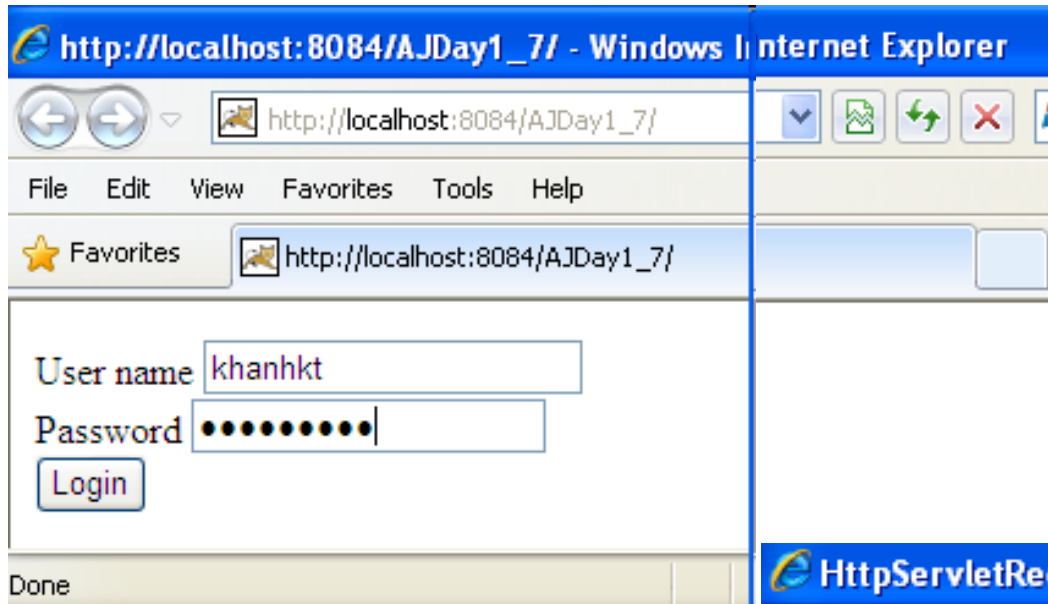 http://localhost:8084/AJDay1_7/ - Windows I nternet Explorer
http://localhost:8084/AJDay1_7/
File Edit View Favorites Tools Help
Favorites http://localhost:8084/AJDay1_7/
User name khanhkt
Password •••••••••
Login
Done
HttpServletRe